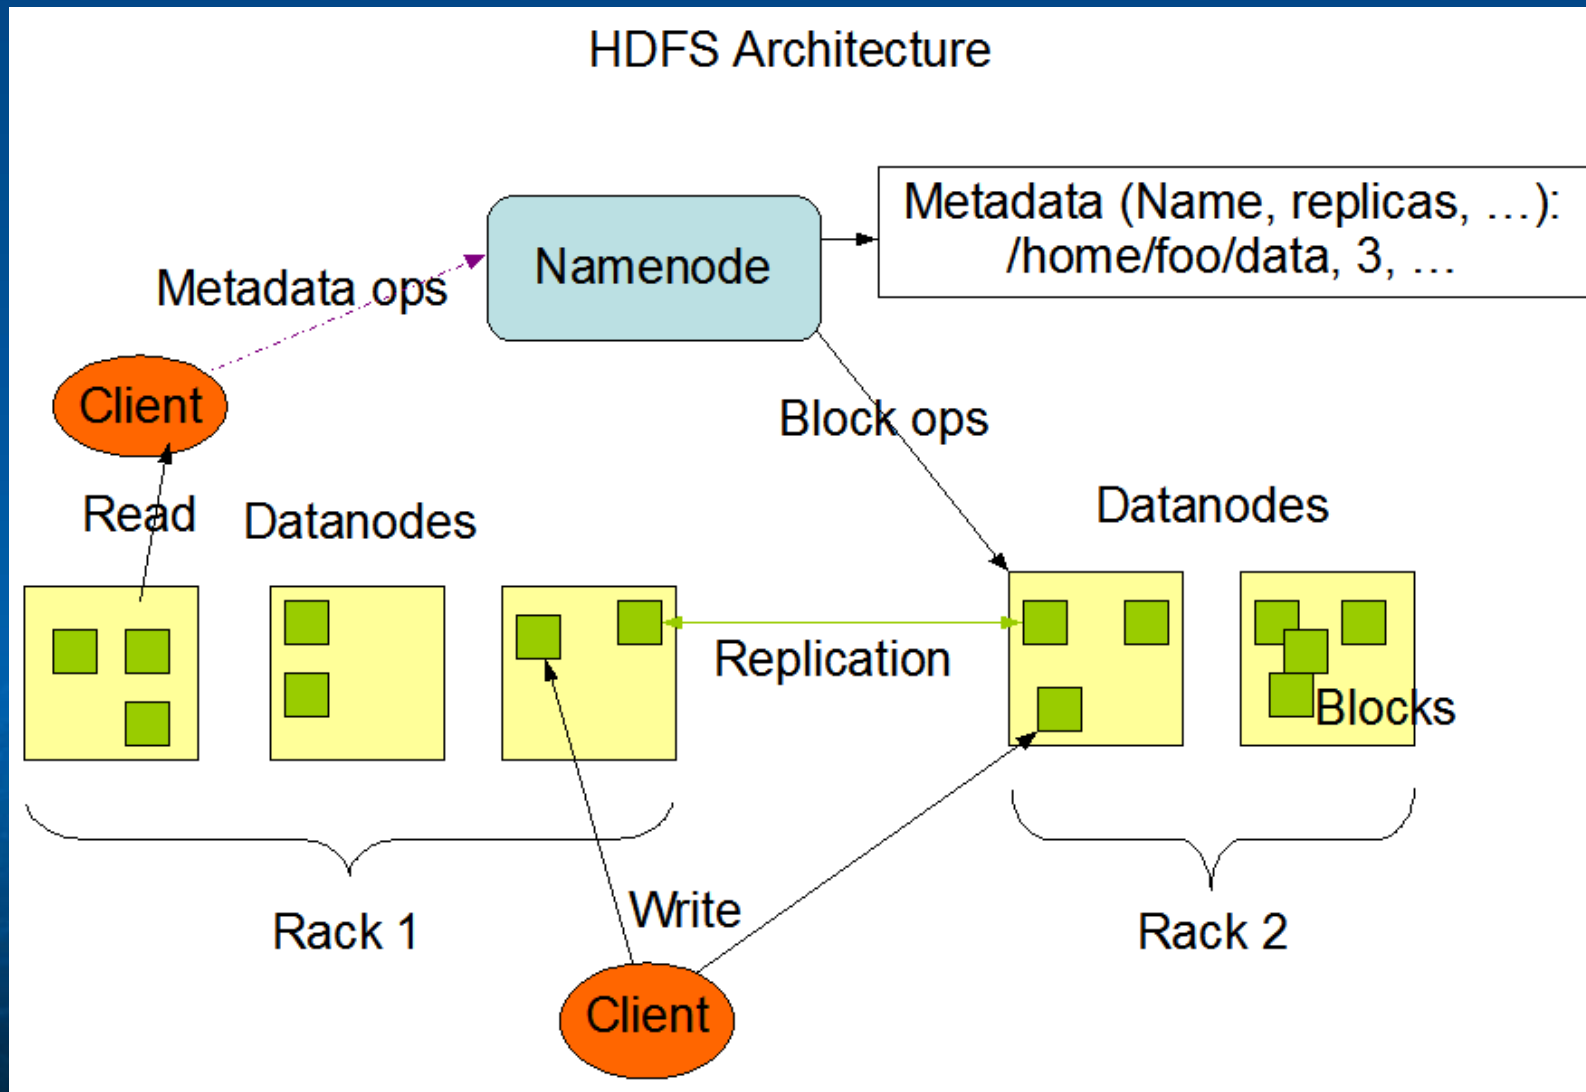 HDFS Architecture
Metadata (Name, replicas, …):
/home/foo/data, 3, …
Namenode
Metadata ops
Client
Block ops
Read
Datanodes
Datanodes
Replication
Blocks
Rack 1
Write
Rack 2
Client